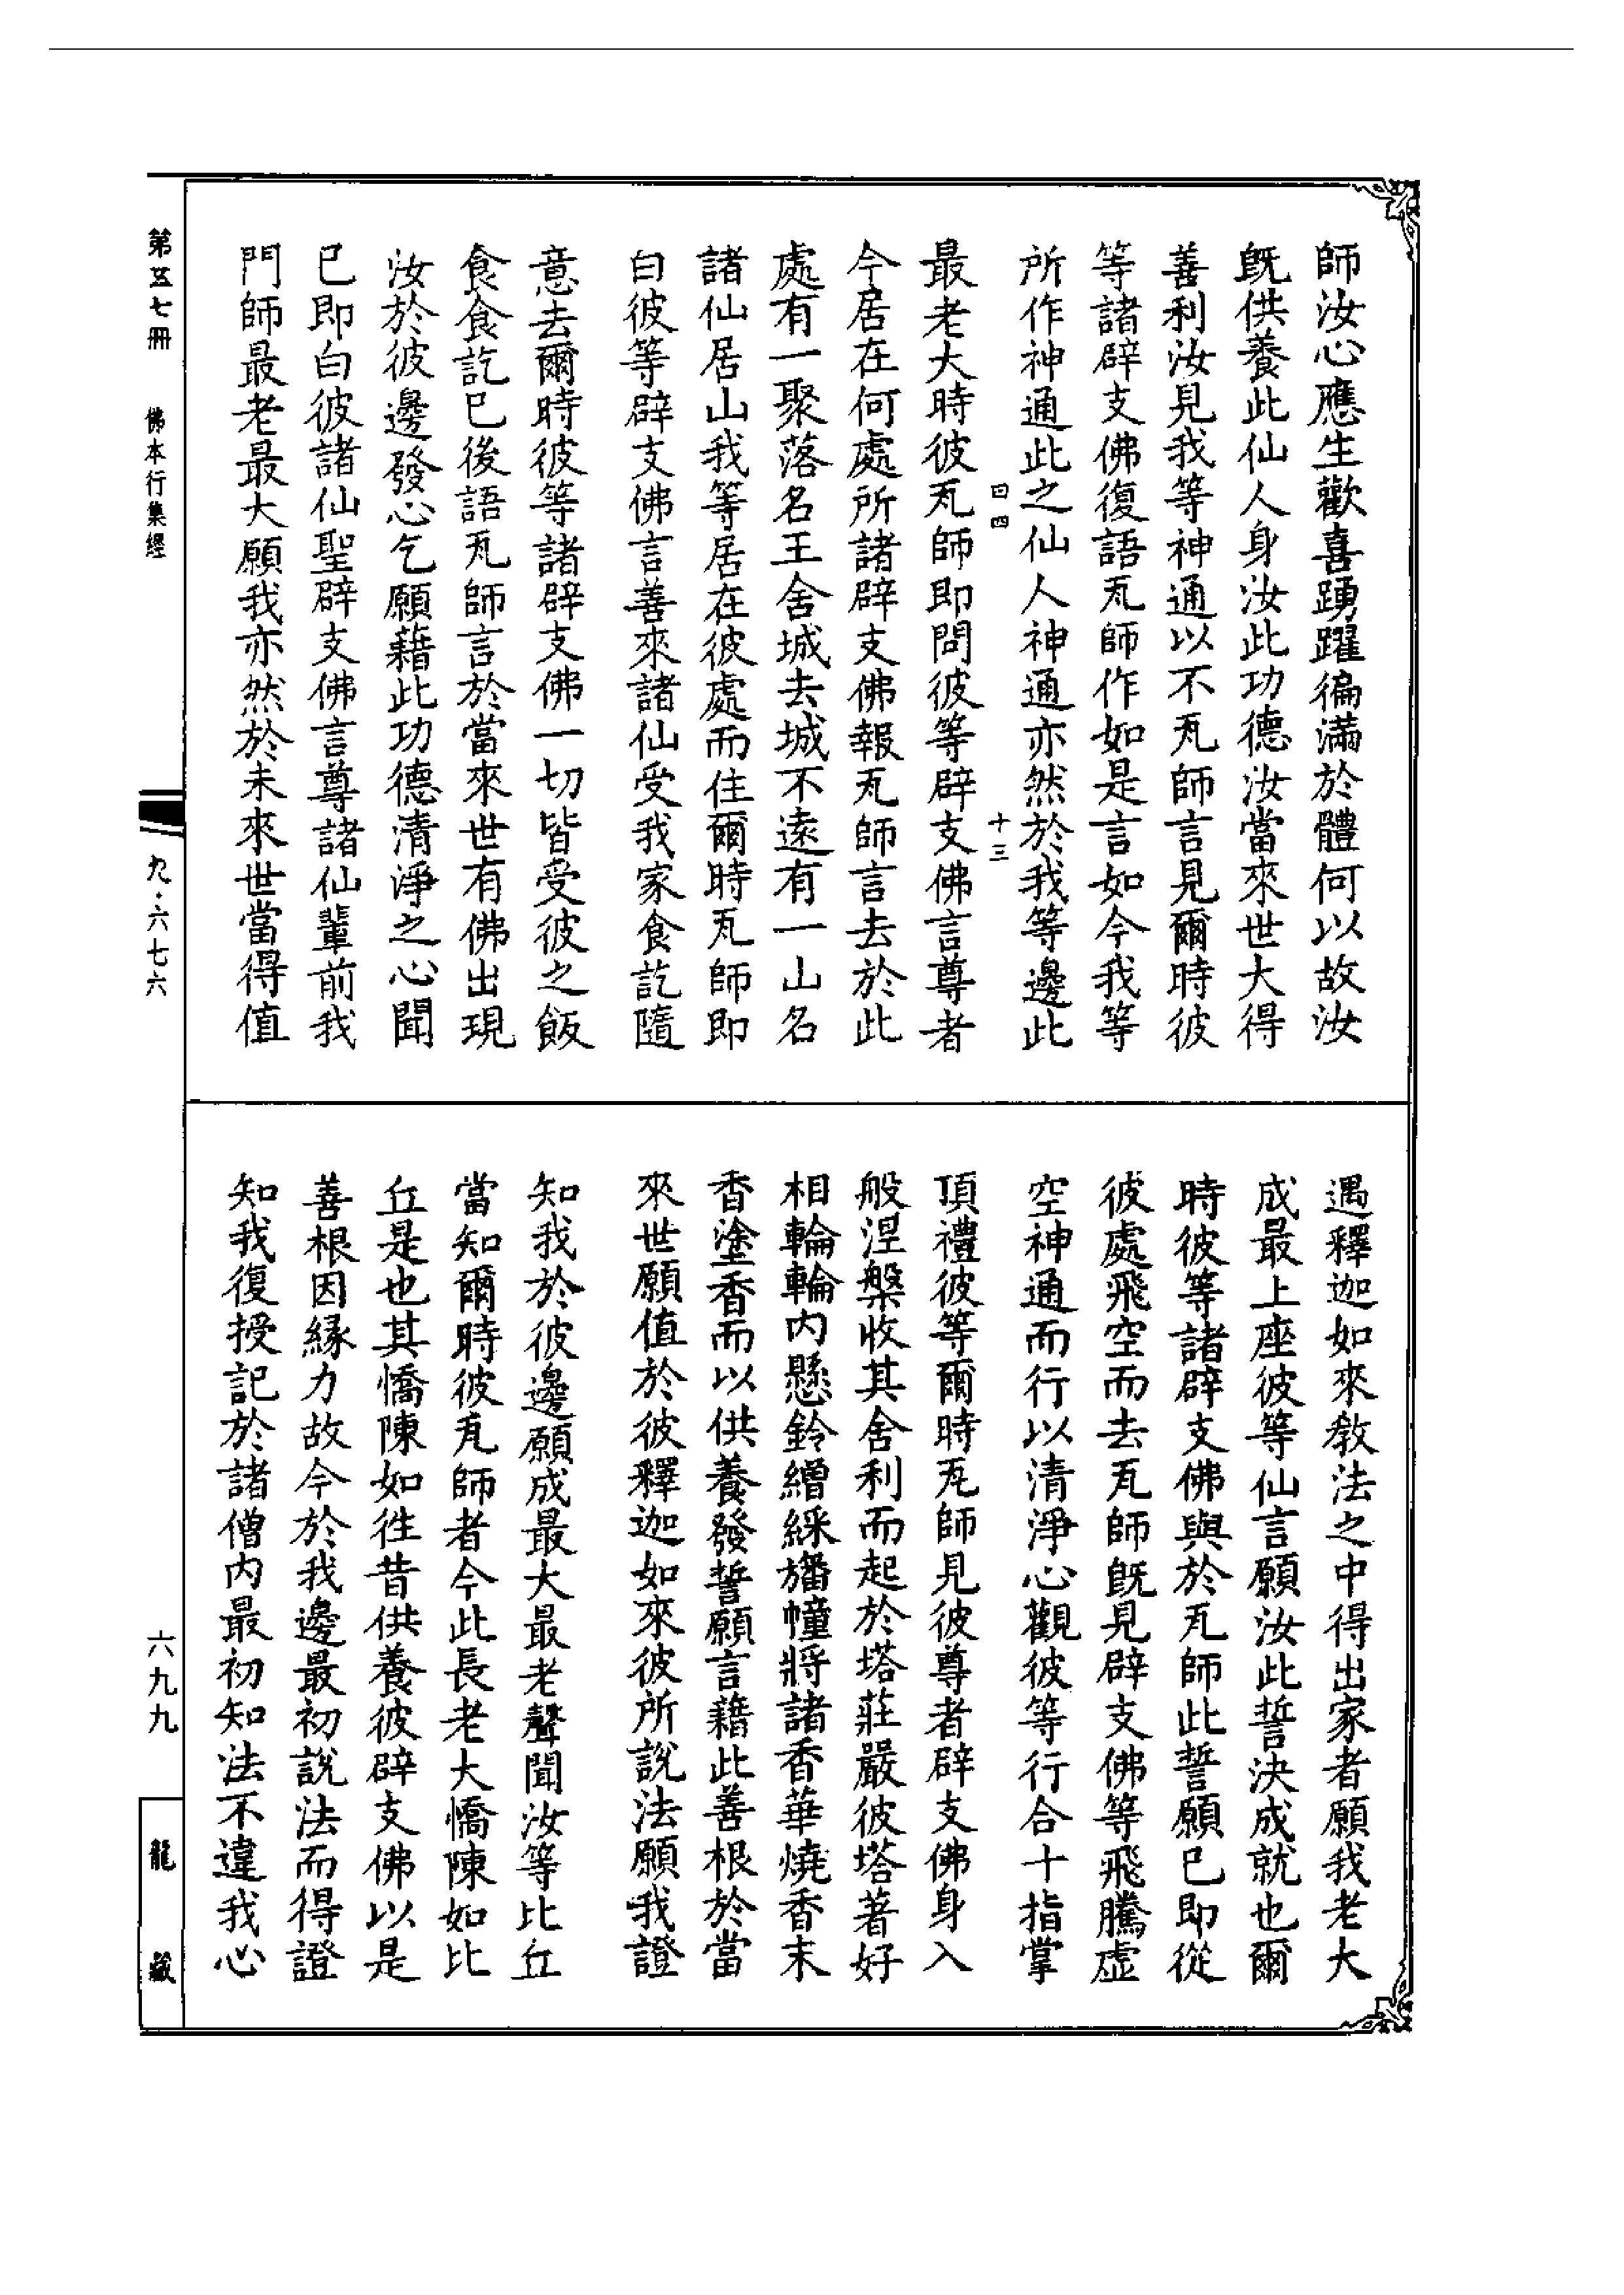 師汝心應生歡喜踴躍徧滿於體何以故汝
旣供養此仙人身汝此功德汝當來世大得
善利汝見我等神通以不瓦師言見爾時彼
等諸辟支佛復語瓦師作如是言如今我等
所作神通此之仙人神通亦然於我等邊此
四四
十三
最老大時彼瓦師即問彼等辟支佛言尊者
今居在何處所諸辟支佛報瓦師言去於此
處有一聚落名王舍城去城不遠有一山名
諸仙居山我等居在彼處而住爾時瓦師即
白彼等辟支佛言善來諸仙受我家食訖隨
意去爾時彼等諸辟支佛一切皆受彼之飯
食食訖已後語瓦師言於當來世有佛出現
汝於彼邊發心乞願藉此功德清淨之心聞
已即白彼諸仙聖辟支佛言尊諸仙輩前我
門師最老最大願我亦然於未來世當得值
遇釋迦如來敎法之中得出家者願我老大
成最上座彼等仙言願汝此誓決成就也爾
時彼等諸辟支佛與於瓦師此誓願已即從
彼處飛空而去瓦師旣見辟支佛等飛騰虛
空神通而行以清淨心觀彼等行合十指掌
頂禮彼等爾時瓦師見彼尊者辟支佛身入
般涅槃收其舍利而起於塔莊嚴彼塔著好
相輪輪內懸鈴繒綵旛幢將諸香華燒香末
香塗香而以供養發誓願言藉此善根於當
來世願值於彼釋迦如來彼所說法願我證
知我於彼邊願成最大最老聲聞汝等比丘
當知爾時彼瓦師者今此長老大憍陳如比
丘是也其憍陳如徃昔供養彼辟支佛以是
善根因緣力故今於我邊最初說法而得證
知我復授記於諸僧內最初知法不違我心
第五七冊
佛本行集經
九·六七六
六九九
龍藏